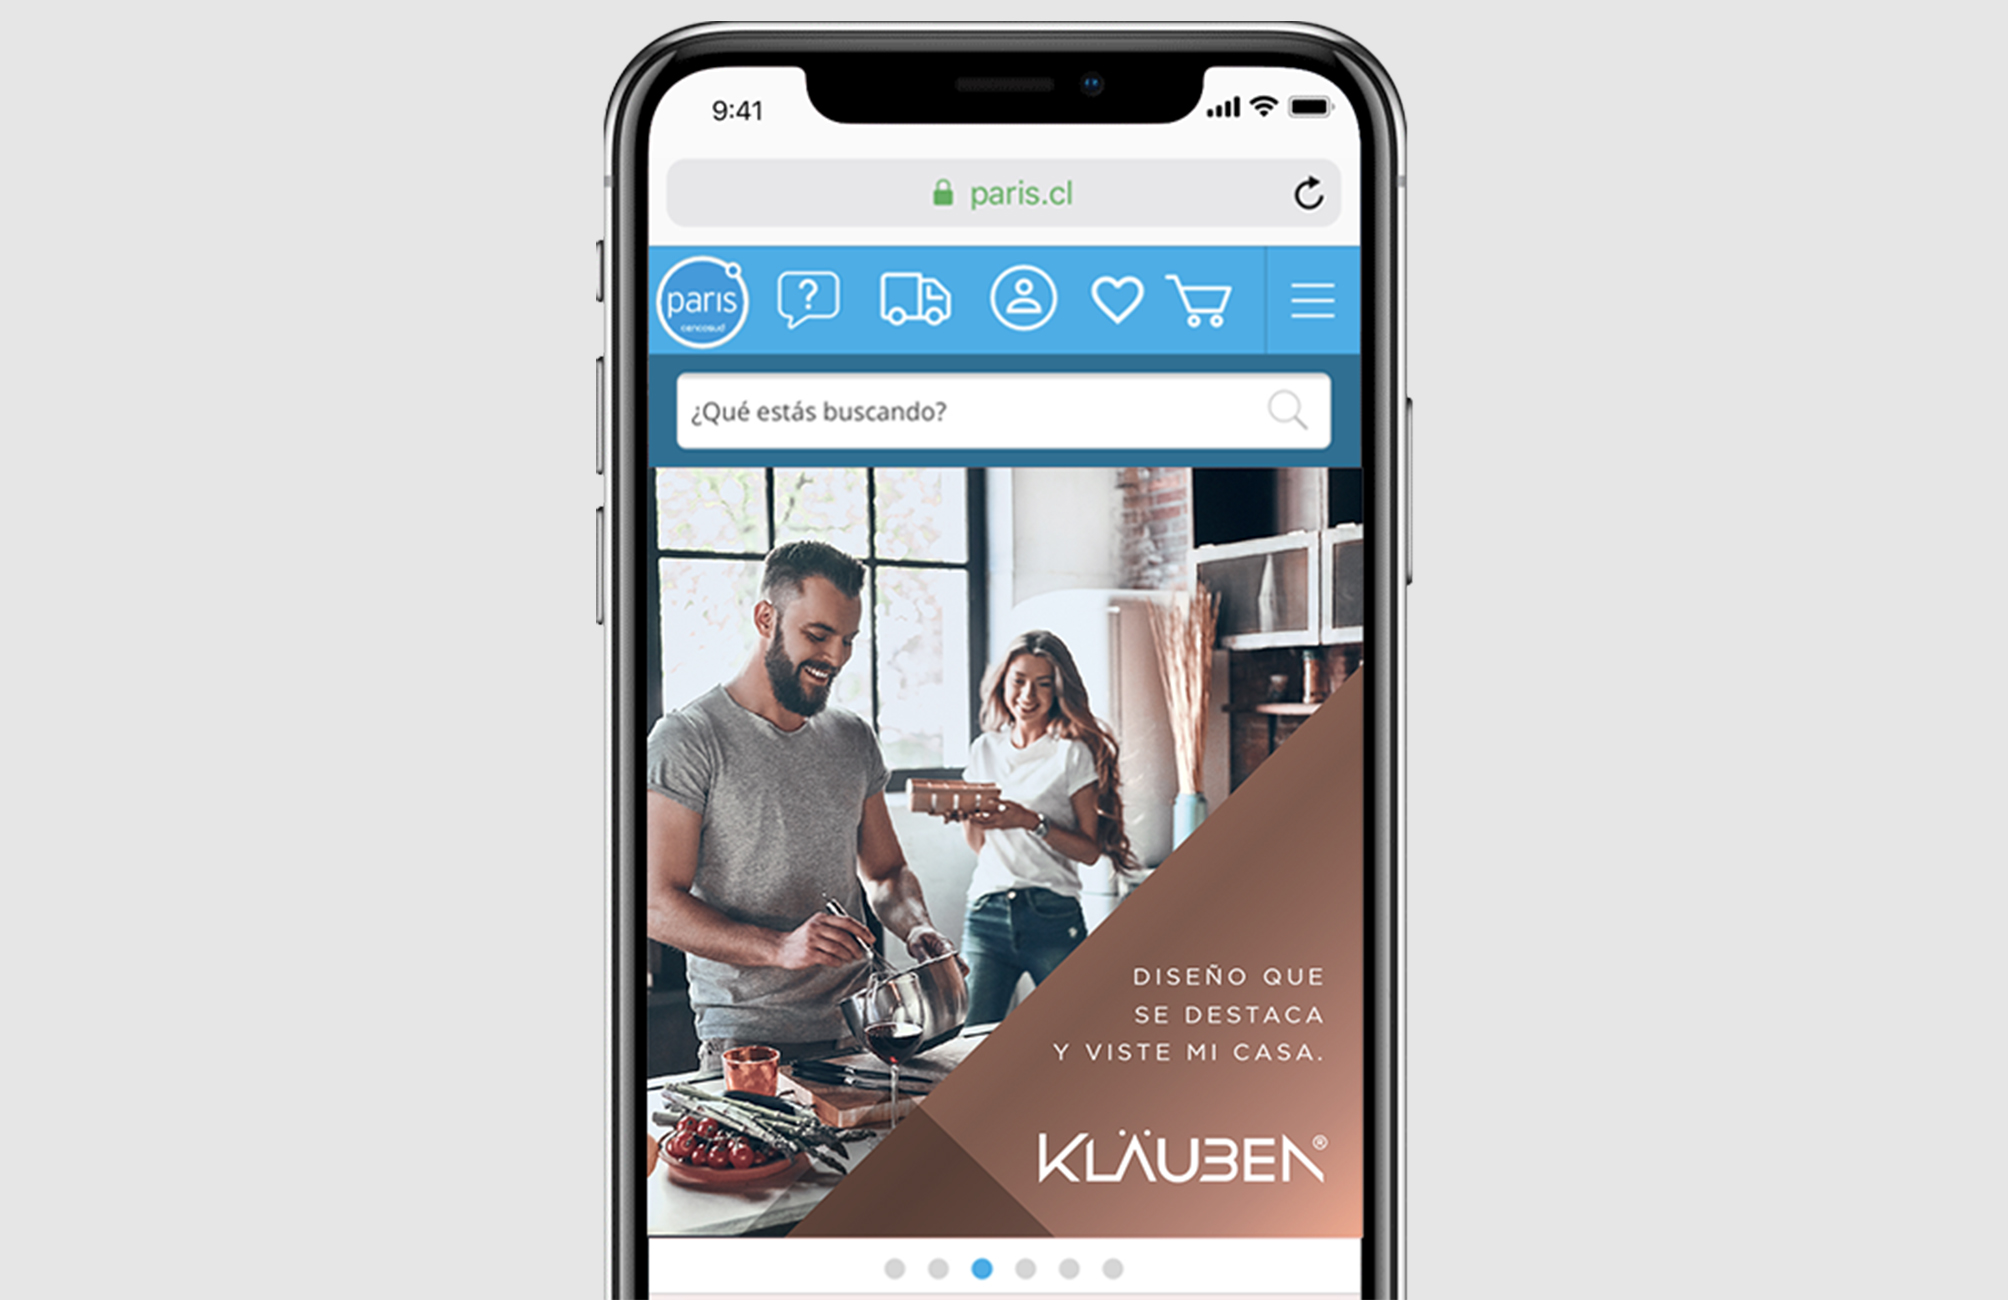 9:41
paris.cl
paris
cencosud
?
¿Qué estás buscando?
DISEÑO QUE
SE DESTACA
Y VISTE MI CASA.
KLÄUBEN®